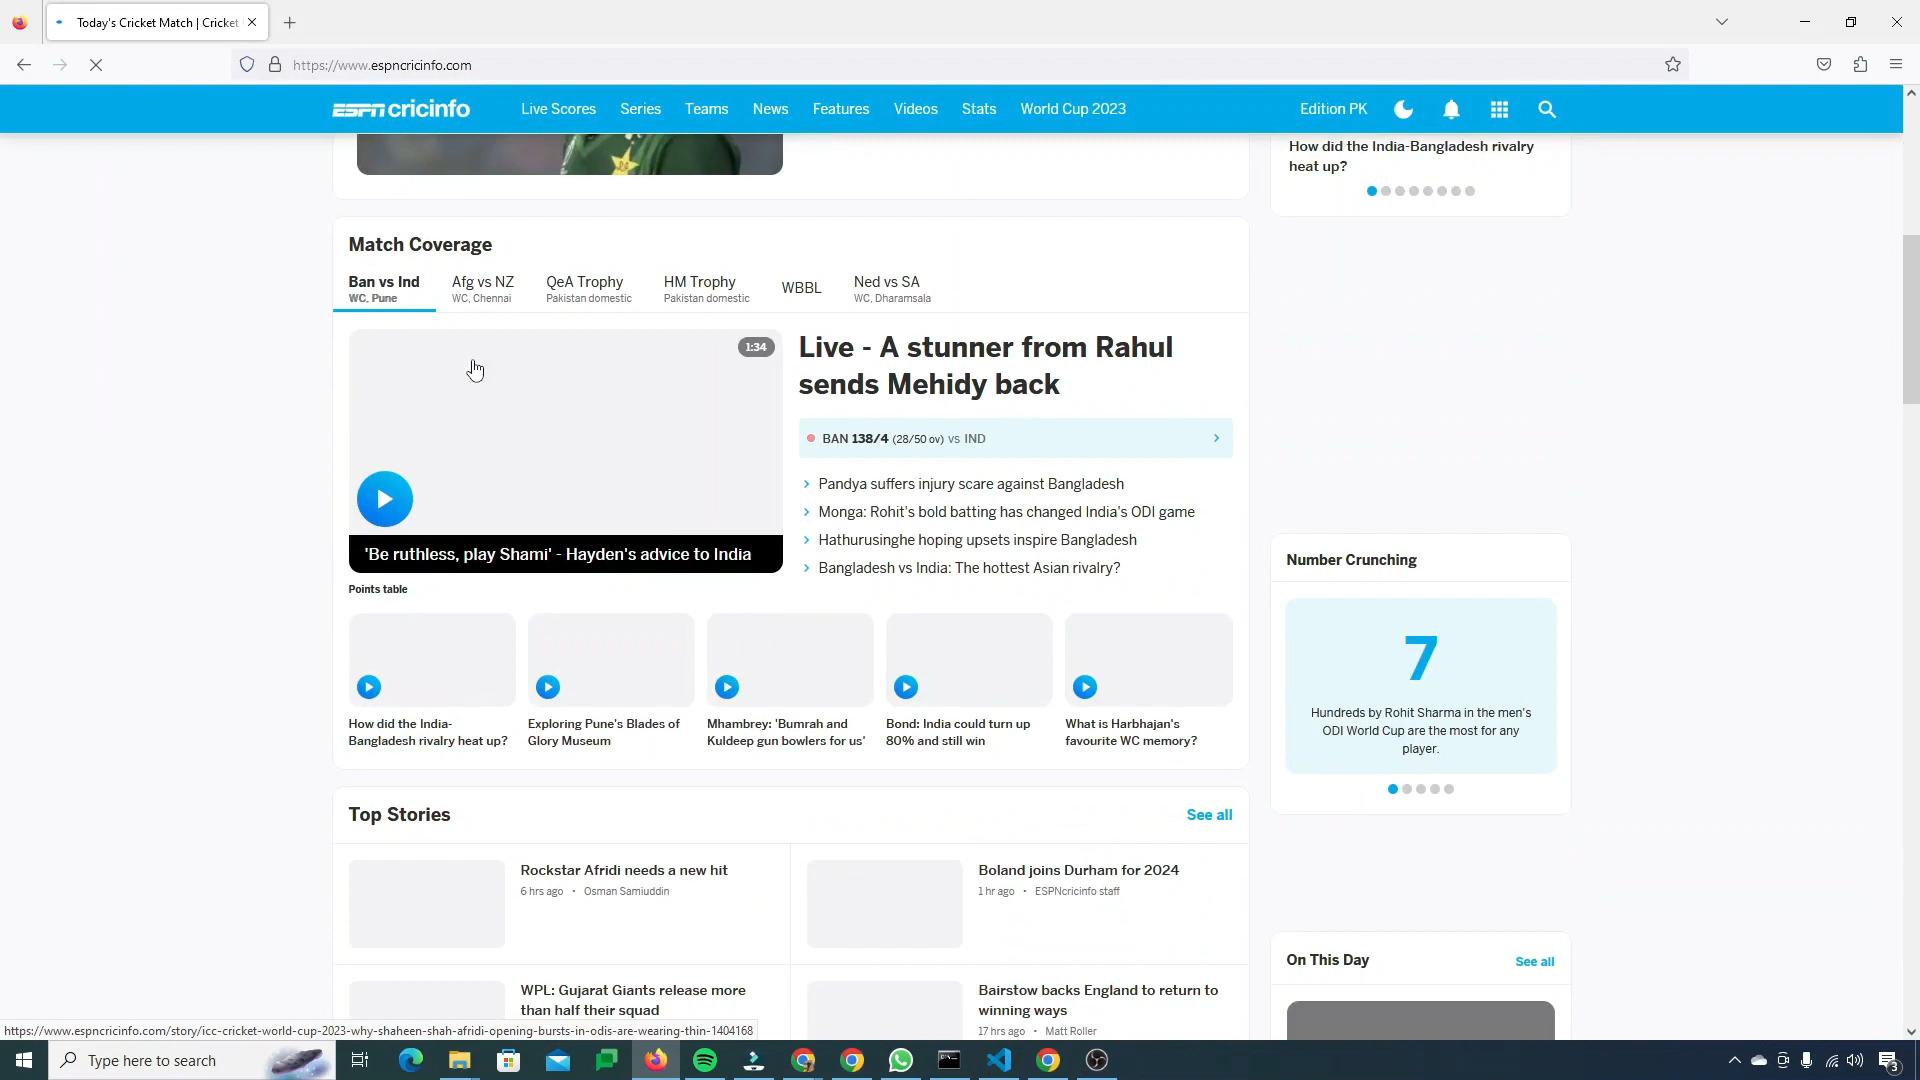 Today's Cricket Match | Cricket
https://www.espncricinfo.com
ESPN cricinfo
Live Scores
Series
Teams
News
Features
Videos
Stats
World Cup 2023
Edition PK
How did the India-Bangladesh rivalry
heat up?
Match Coverage
Ban vs Ind
WC, Pune
Afg vs NZ
WC, Chennai
QeA Trophy
Pakistan domestic
HM Trophy
Pakistan domestic
WBBL
Ned vs SA
WC, Dharamsala
1:34
'Be ruthless, play Shami' - Hayden's advice to India
Live - A stunner from Rahul
sends Mehidy back
BAN 138/4 (28/50 ov) vs IND
Pandya suffers injury scare against Bangladesh
Monga: Rohit's bold batting has changed India's ODI game
Hathurusinghe hoping upsets inspire Bangladesh
Bangladesh vs India: The hottest Asian rivalry?
Points table
How did the India-
Bangladesh rivalry heat up?
Exploring Pune's Blades of
Glory Museum
Mhambrey: 'Bumrah and
Kuldeep gun bowlers for us'
Bond: India could turn up
80% and still win
What is Harbhajan's
favourite WC memory?
Number Crunching
7
Hundreds by Rohit Sharma in the men's
ODI World Cup are the most for any
player.
Top Stories
See all
Rockstar Afridi needs a new hit
6 hrs ago • Osman Samiuddin
Boland joins Durham for 2024
1 hr ago • ESPNcricinfo staff
WPL: Gujarat Giants release more
than half their squad
Bairstow backs England to return to
winning ways
17 hrs ago • Matt Roller
On This Day
See all
https://www.espncricinfo.com/story/icc-cricket-world-cup-2023-why-shaheen-shah-afridi-opening-bursts-in-odis-are-wearing-thin-1404168
Type here to search
3